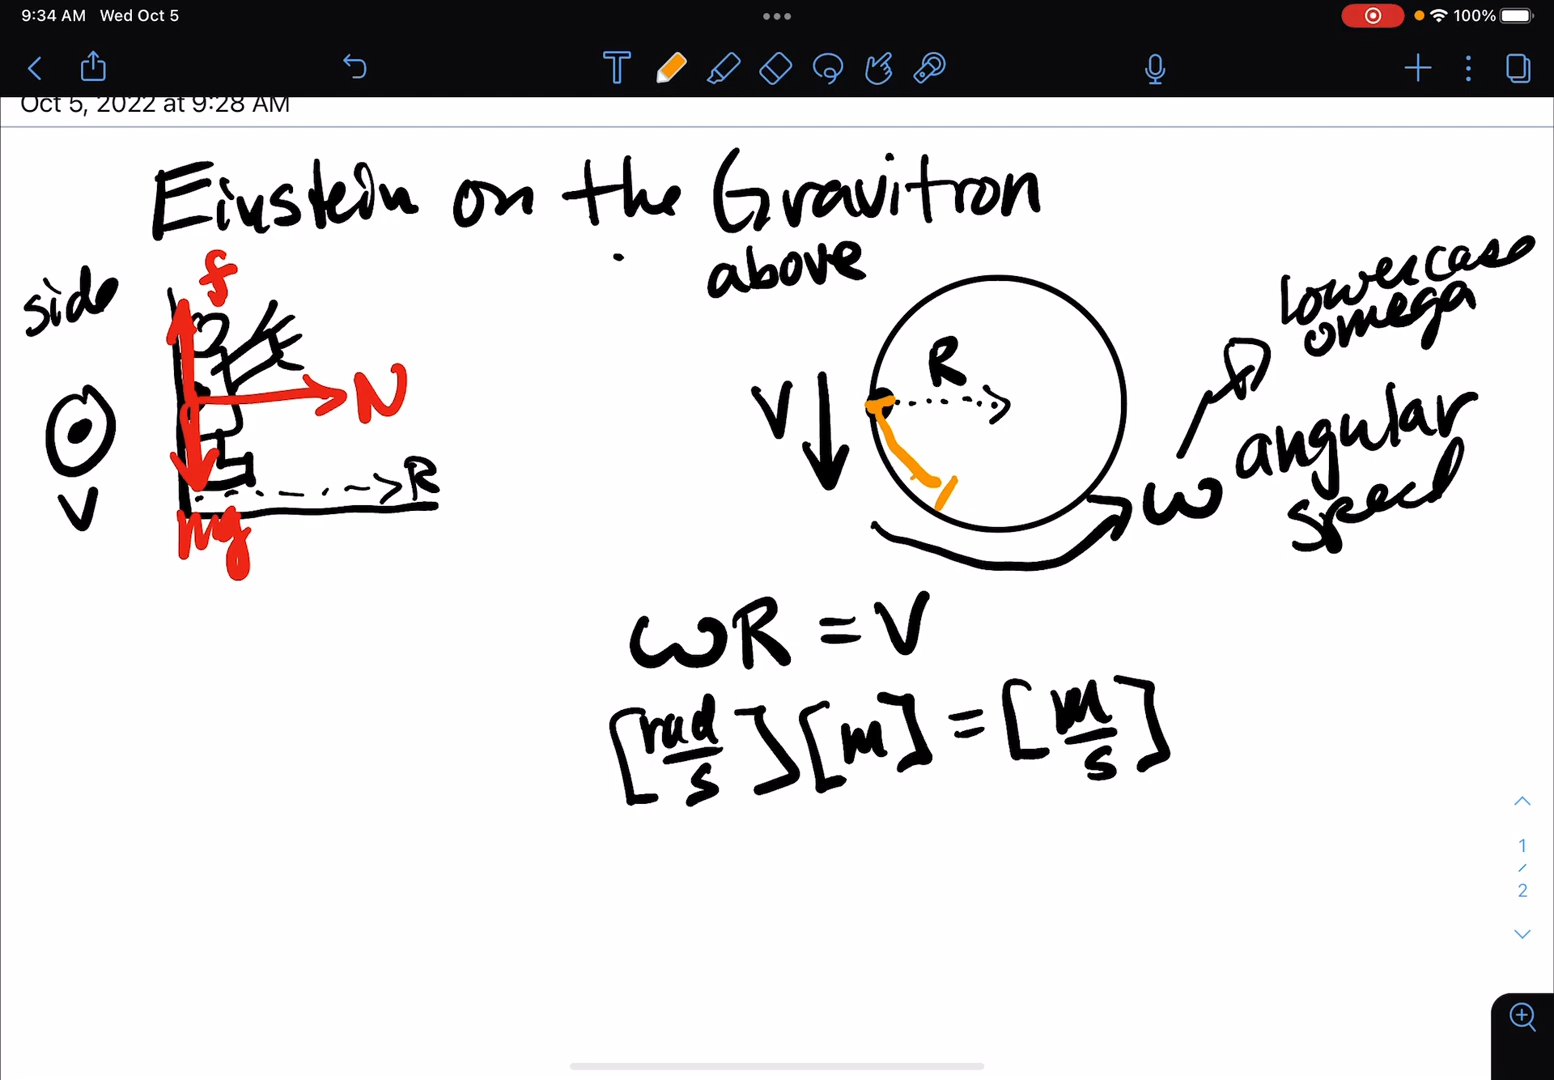 9:34 AM Wed Oct 5
100%
Oct 5, 2022 at 9:28 AM
Einstein on the Gravitron
side
f
N
V
R
mg
above
R
V
ω
lowercase
omega
angular
speed
ωR = V
[rad/s][m] = [m/s]
1
/
2